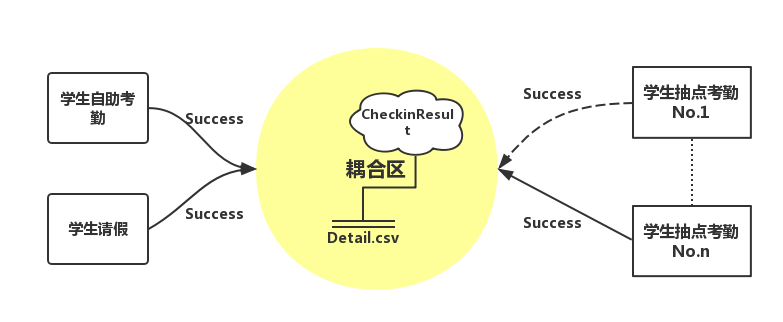 学生自助考
勤
Success
学生请假
Success
CheckinResul
t
耦合区
Detail.csv
Success
学生抽点考勤
No.1
Success
学生抽点考勤
No.n